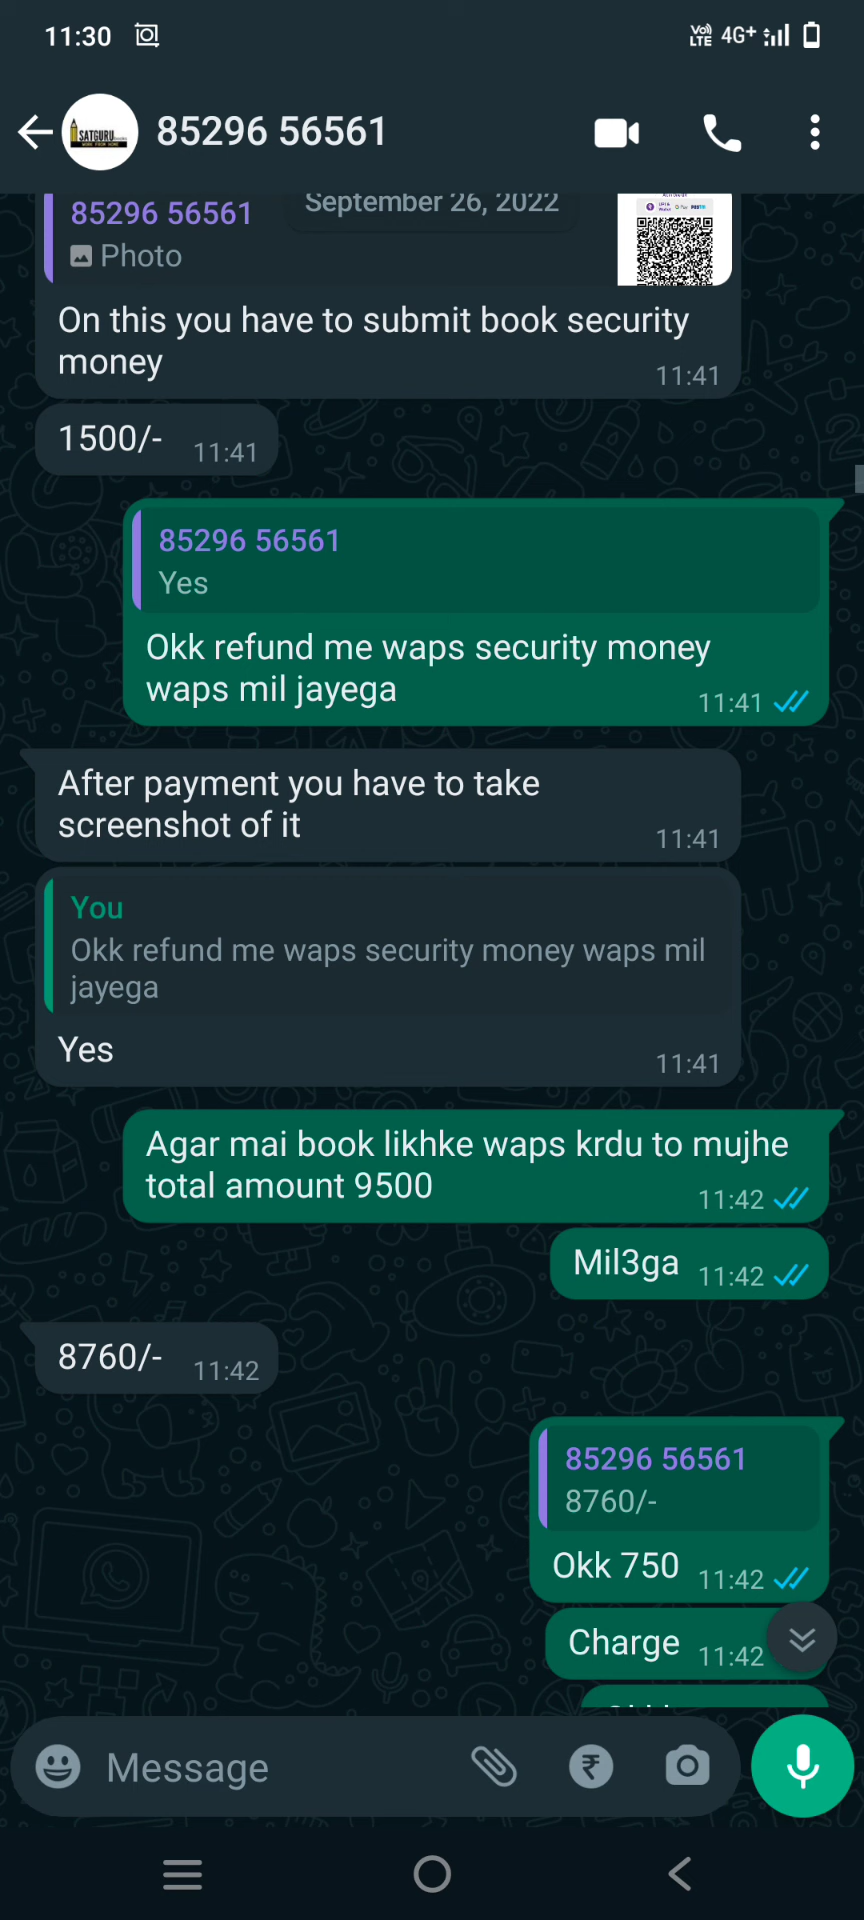 11:30
VoD LTE 4G+
SATGURU
85296 56561
September 26, 2022
85296 56561
Photo
On this you have to submit book security
money
11:41
1500/- 11:41
85296 56561
Yes
Okk refund me waps security money
waps mil jayega
11:41
After payment you have to take
screenshot of it
11:41
You
Okk refund me waps security money waps mil
jayega
Yes
11:41
Agar mai book likhke waps krdu to mujhe
total amount 9500
11:42
Mil3ga 11:42
8760/- 11:42
85296 56561
8760/-
Okk 750 11:42
Charge 11:42
Message